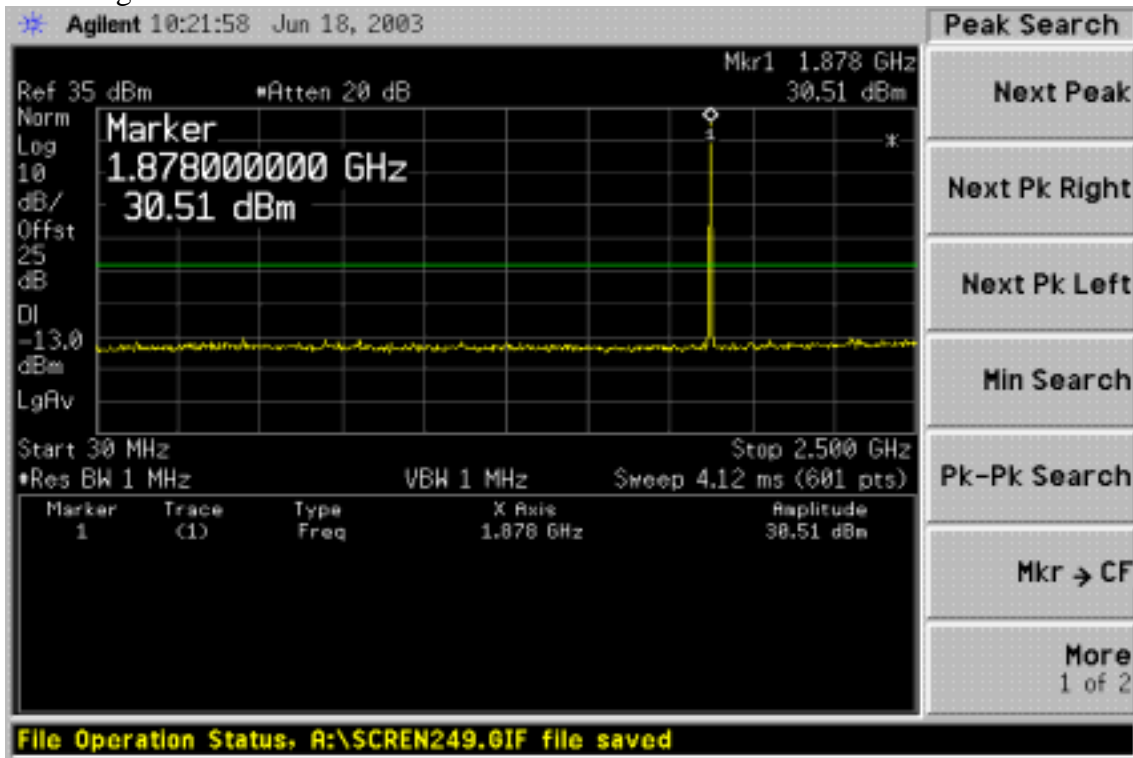 Agilent 10:21:58 Jun 18, 2003
Peak Search
Mkr1 1.878 GHz
Ref 35 dBm #Atten 20 dB 30.51 dBm
Norm
Log
10
dB/
Offst
25
dB
DI
-13.0
dBm
LgAv
Marker
1.878000000 GHz
30.51 dBm
1
*
Start 30 MHz Stop 2.500 GHz
#Res BW 1 MHz VBW 1 MHz Sweep 4.12 ms (601 pts)
Marker Trace Type X Axis Amplitude
1 (1) Freq 1.878 GHz 30.51 dBm
Next Peak
Next Pk Right
Next Pk Left
Min Search
Pk-Pk Search
Mkr → CF
More
1 of 2
File Operation Status, A:\SCREN249.GIF file saved